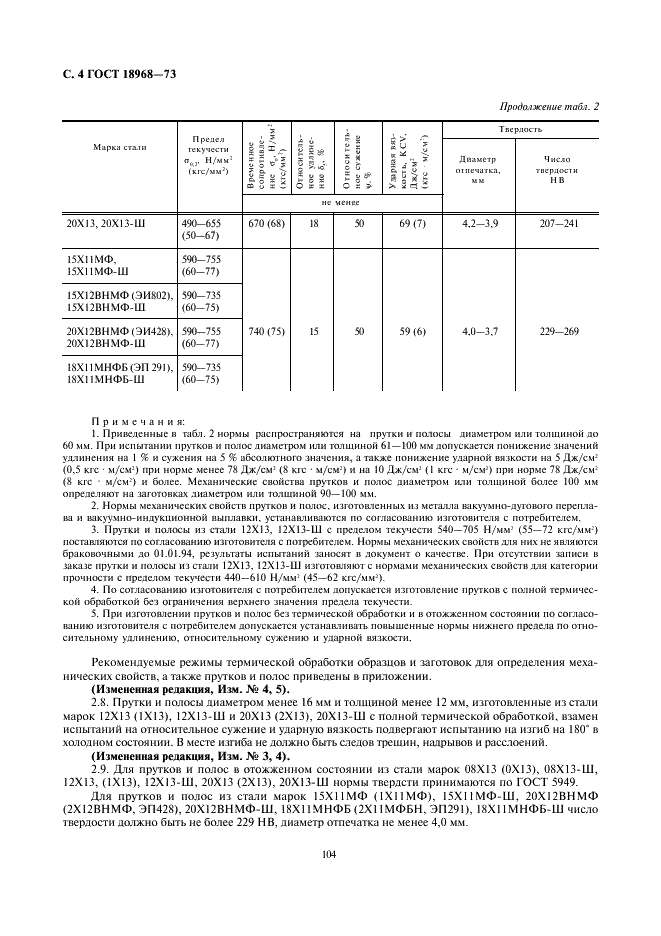 С. 4 ГОСТ 18968—73
Продолжение табл. 2
Марка стали
Предел
текучести
σ0,2, Н/мм²
(кгс/мм²)
Временное
сопротивле-
ние σв, Н/мм²
(кгс/мм²)
Относитель-
ное удлине-
ние δ5, %
Относитель-
ное сужение
ψ, %
Ударная вяз-
кость, KCV,
Дж/см²
(кгс · м/см²)
Твердость
Диаметр
отпечатка,
мм
Число
твердости
НВ
не менее
20Х13, 20Х13-Ш 490—655 670 (68) 18 50 69 (7) 4,2—3,9 207—241
(50—67)
15Х11МФ, 590—755
15Х11МФ-Ш (60—77)
15Х12ВНМФ (ЭИ802), 590—735
15Х12ВНМФ-Ш (60—75)
20Х12ВНМФ (ЭИ428), 590—755 740 (75) 15 50 59 (6) 4,0—3,7 229—269
20Х12ВНМФ-Ш (60—77)
18Х11МНФБ (ЭП 291), 590—735
18Х11МНФБ-Ш (60—75)
Примечания:
1. Приведенные в табл. 2 нормы распространяются на прутки и полосы диаметром или толщиной до
60 мм. При испытании прутков и полос диаметром или толщиной 61—100 мм допускается понижение значений
удлинения на 1 % и сужения на 5 % абсолютного значения, а также понижение ударной вязкости на 5 Дж/см²
(0,5 кгс · м/см²) при норме менее 78 Дж/см² (8 кгс · м/см²) и на 10 Дж/см² (1 кгс · м/см²) при норме 78 Дж/см²
(8 кгс · м/см²) и более. Механические свойства прутков и полос диаметром или толщиной более 100 мм
определяют на заготовках диаметром или толщиной 90—100 мм.
2. Нормы механических свойств прутков и полос, изготовленных из металла вакуумно-дугового перепла-
ва и вакуумно-индукционной выплавки, устанавливаются по согласованию изготовителя с потребителем.
3. Прутки и полосы из стали 12Х13, 12Х13-Ш с пределом текучести 540—705 Н/мм² (55—72 кгс/мм²)
поставляются по согласованию изготовителя с потребителем. Нормы механических свойств для них не являются
браковочными до 01.01.94, результаты испытаний заносят в документ о качестве. При отсутствии записи в
заказе прутки и полосы из стали 12Х13, 12Х13-Ш изготовляют с нормами механических свойств для категории
прочности с пределом текучести 440—610 Н/мм² (45—62 кгс/мм²).
4. По согласованию изготовителя с потребителем допускается изготовление прутков с полной термичес-
кой обработкой без ограничения верхнего значения предела текучести.
5. При изготовлении прутков и полос без термической обработки и в отожженном состоянии по согласо-
ванию изготовителя с потребителем допускается устанавливать повышенные нормы нижнего предела по отно-
сительному удлинению, относительному сужению и ударной вязкости.
Рекомендуемые режимы термической обработки образцов и заготовок для определения меха-
нических свойств, а также прутков и полос приведены в приложении.
(Измененная редакция, Изм. № 4, 5).
2.8. Прутки и полосы диаметром менее 16 мм и толщиной менее 12 мм, изготовленные из стали
марок 12Х13 (1Х13), 12Х13-Ш и 20Х13 (2Х13), 20Х13-Ш с полной термической обработкой, взамен
испытаний на относительное сужение и ударную вязкость подвергают испытанию на изгиб на 180° в
холодном состоянии. В месте изгиба не должно быть следов трещин, надрывов и расслоений.
(Измененная редакция, Изм. № 3, 4).
2.9. Для прутков и полос в отожженном состоянии из стали марок 08Х13 (0Х13), 08Х13-Ш,
12Х13, (1Х13), 12Х13-Ш, 20Х13 (2Х13), 20Х13-Ш нормы твердсти принимаются по ГОСТ 5949.
Для прутков и полос из стали марок 15Х11МФ (1Х11МФ), 15Х11МФ-Ш, 20Х12ВНМФ
(2Х12ВНМФ, ЭП428), 20Х12ВНМФ-Ш, 18Х11МНФБ (2Х11МФБН, ЭП291), 18Х11МНФБ-Ш число
твердости должно быть не более 229 НВ, диаметр отпечатка не менее 4,0 мм.
104